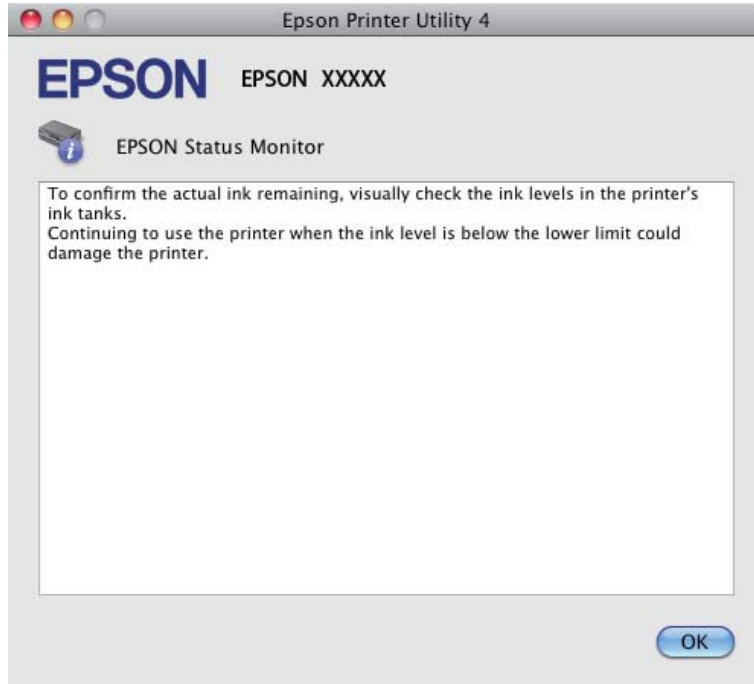 Epson Printer Utility 4
EPSON EPSON XXXXX
i EPSON Status Monitor
To confirm the actual ink remaining, visually check the ink levels in the printer's
ink tanks.
Continuing to use the printer when the ink level is below the lower limit could
damage the printer.
OK